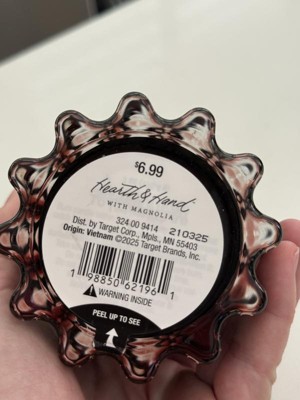 $6.99
Hearth & Hand
WITH MAGNOLIA
324 00 9414 210325
Dist. by Target Corp., Mpls., MN 55403
Origin: Vietnam ©2025 Target Brands, Inc.
1 98850 62196 1
WARNING INSIDE
PEEL UP TO SEE